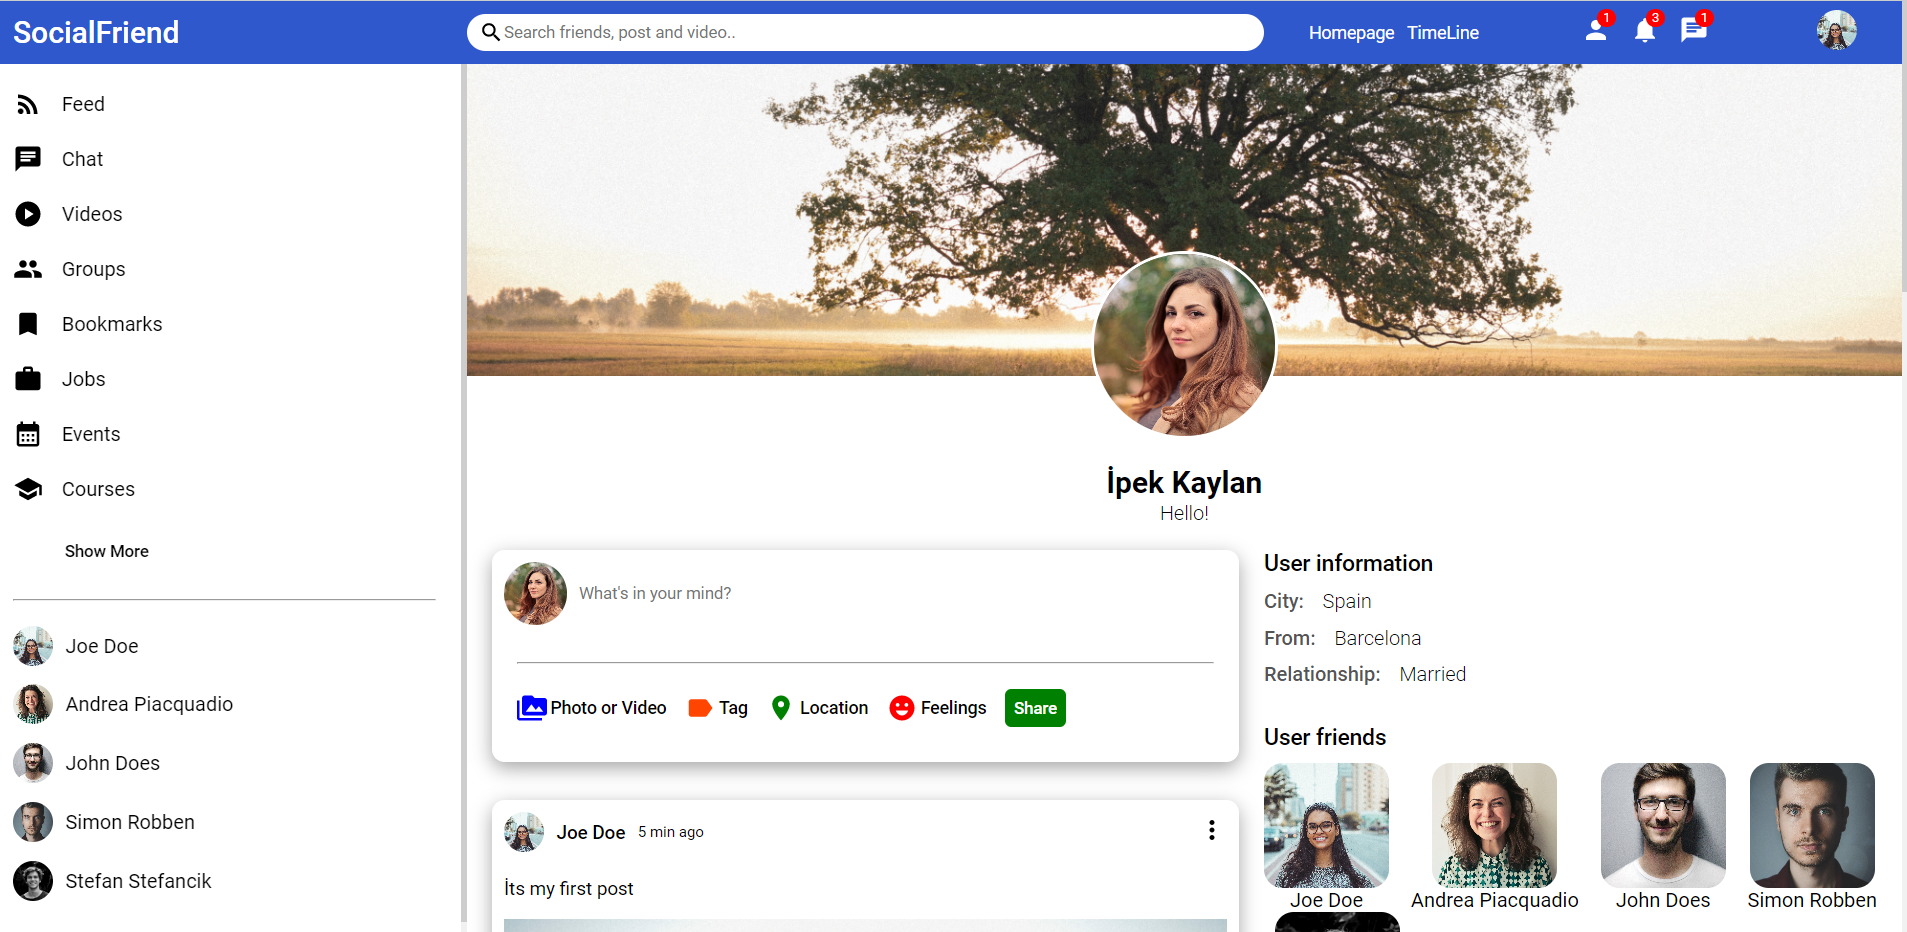 SocialFriend
Search friends, post and video..
Homepage TimeLine
1
3
1
Feed
Chat
Videos
Groups
Bookmarks
Jobs
Events
Courses
Show More
Joe Doe
Andrea Piacquadio
John Does
Simon Robben
Stefan Stefancik
İpek Kaylan
Hello!
What's in your mind?
Photo or Video Tag Location Feelings Share
Joe Doe 5 min ago
İts my first post
User information
City: Spain
From: Barcelona
Relationship: Married
User friends
Joe Doe
Andrea Piacquadio
John Does
Simon Robben